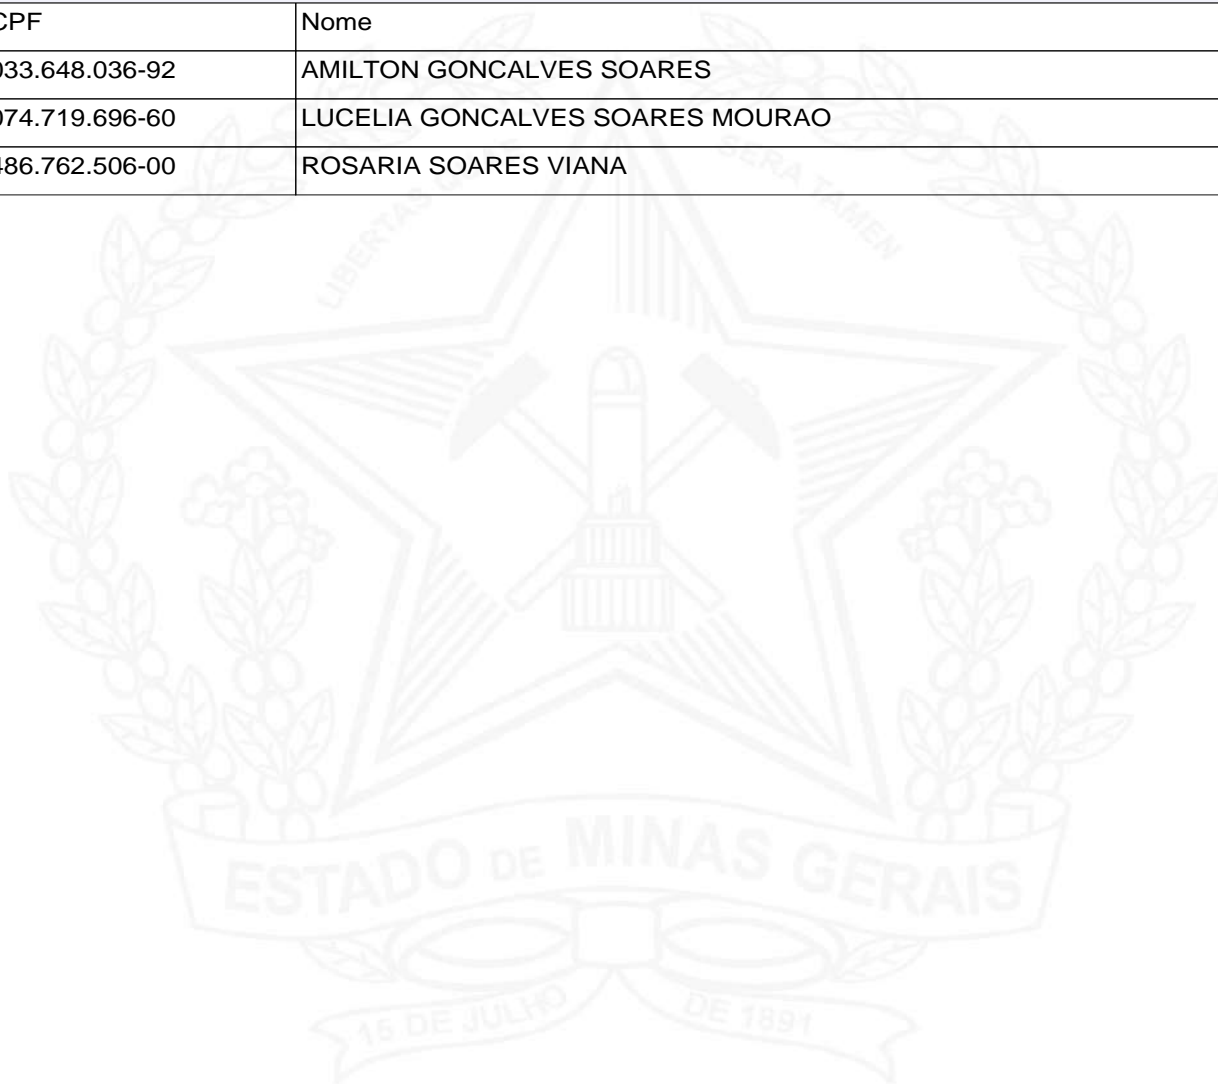 CPF Nome
033.648.036-92 AMILTON GONCALVES SOARES
074.719.696-60 LUCELIA GONCALVES SOARES MOURAO
486.762.506-00 ROSARIA SOARES VIANA
LIBERTAS QUÆ SERA TAMEN
ESTADO DE MINAS GERAIS
15 DE JULHO DE 1891